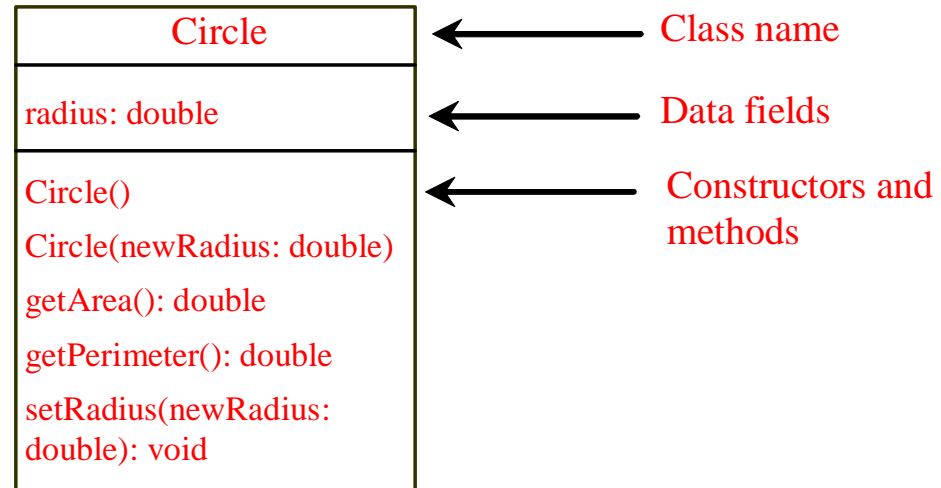 Circle
Class name
radius: double
Data fields
Circle()
Constructors and
methods
Circle(newRadius: double)
getArea(): double
getPerimeter(): double
setRadius(newRadius:
double): void